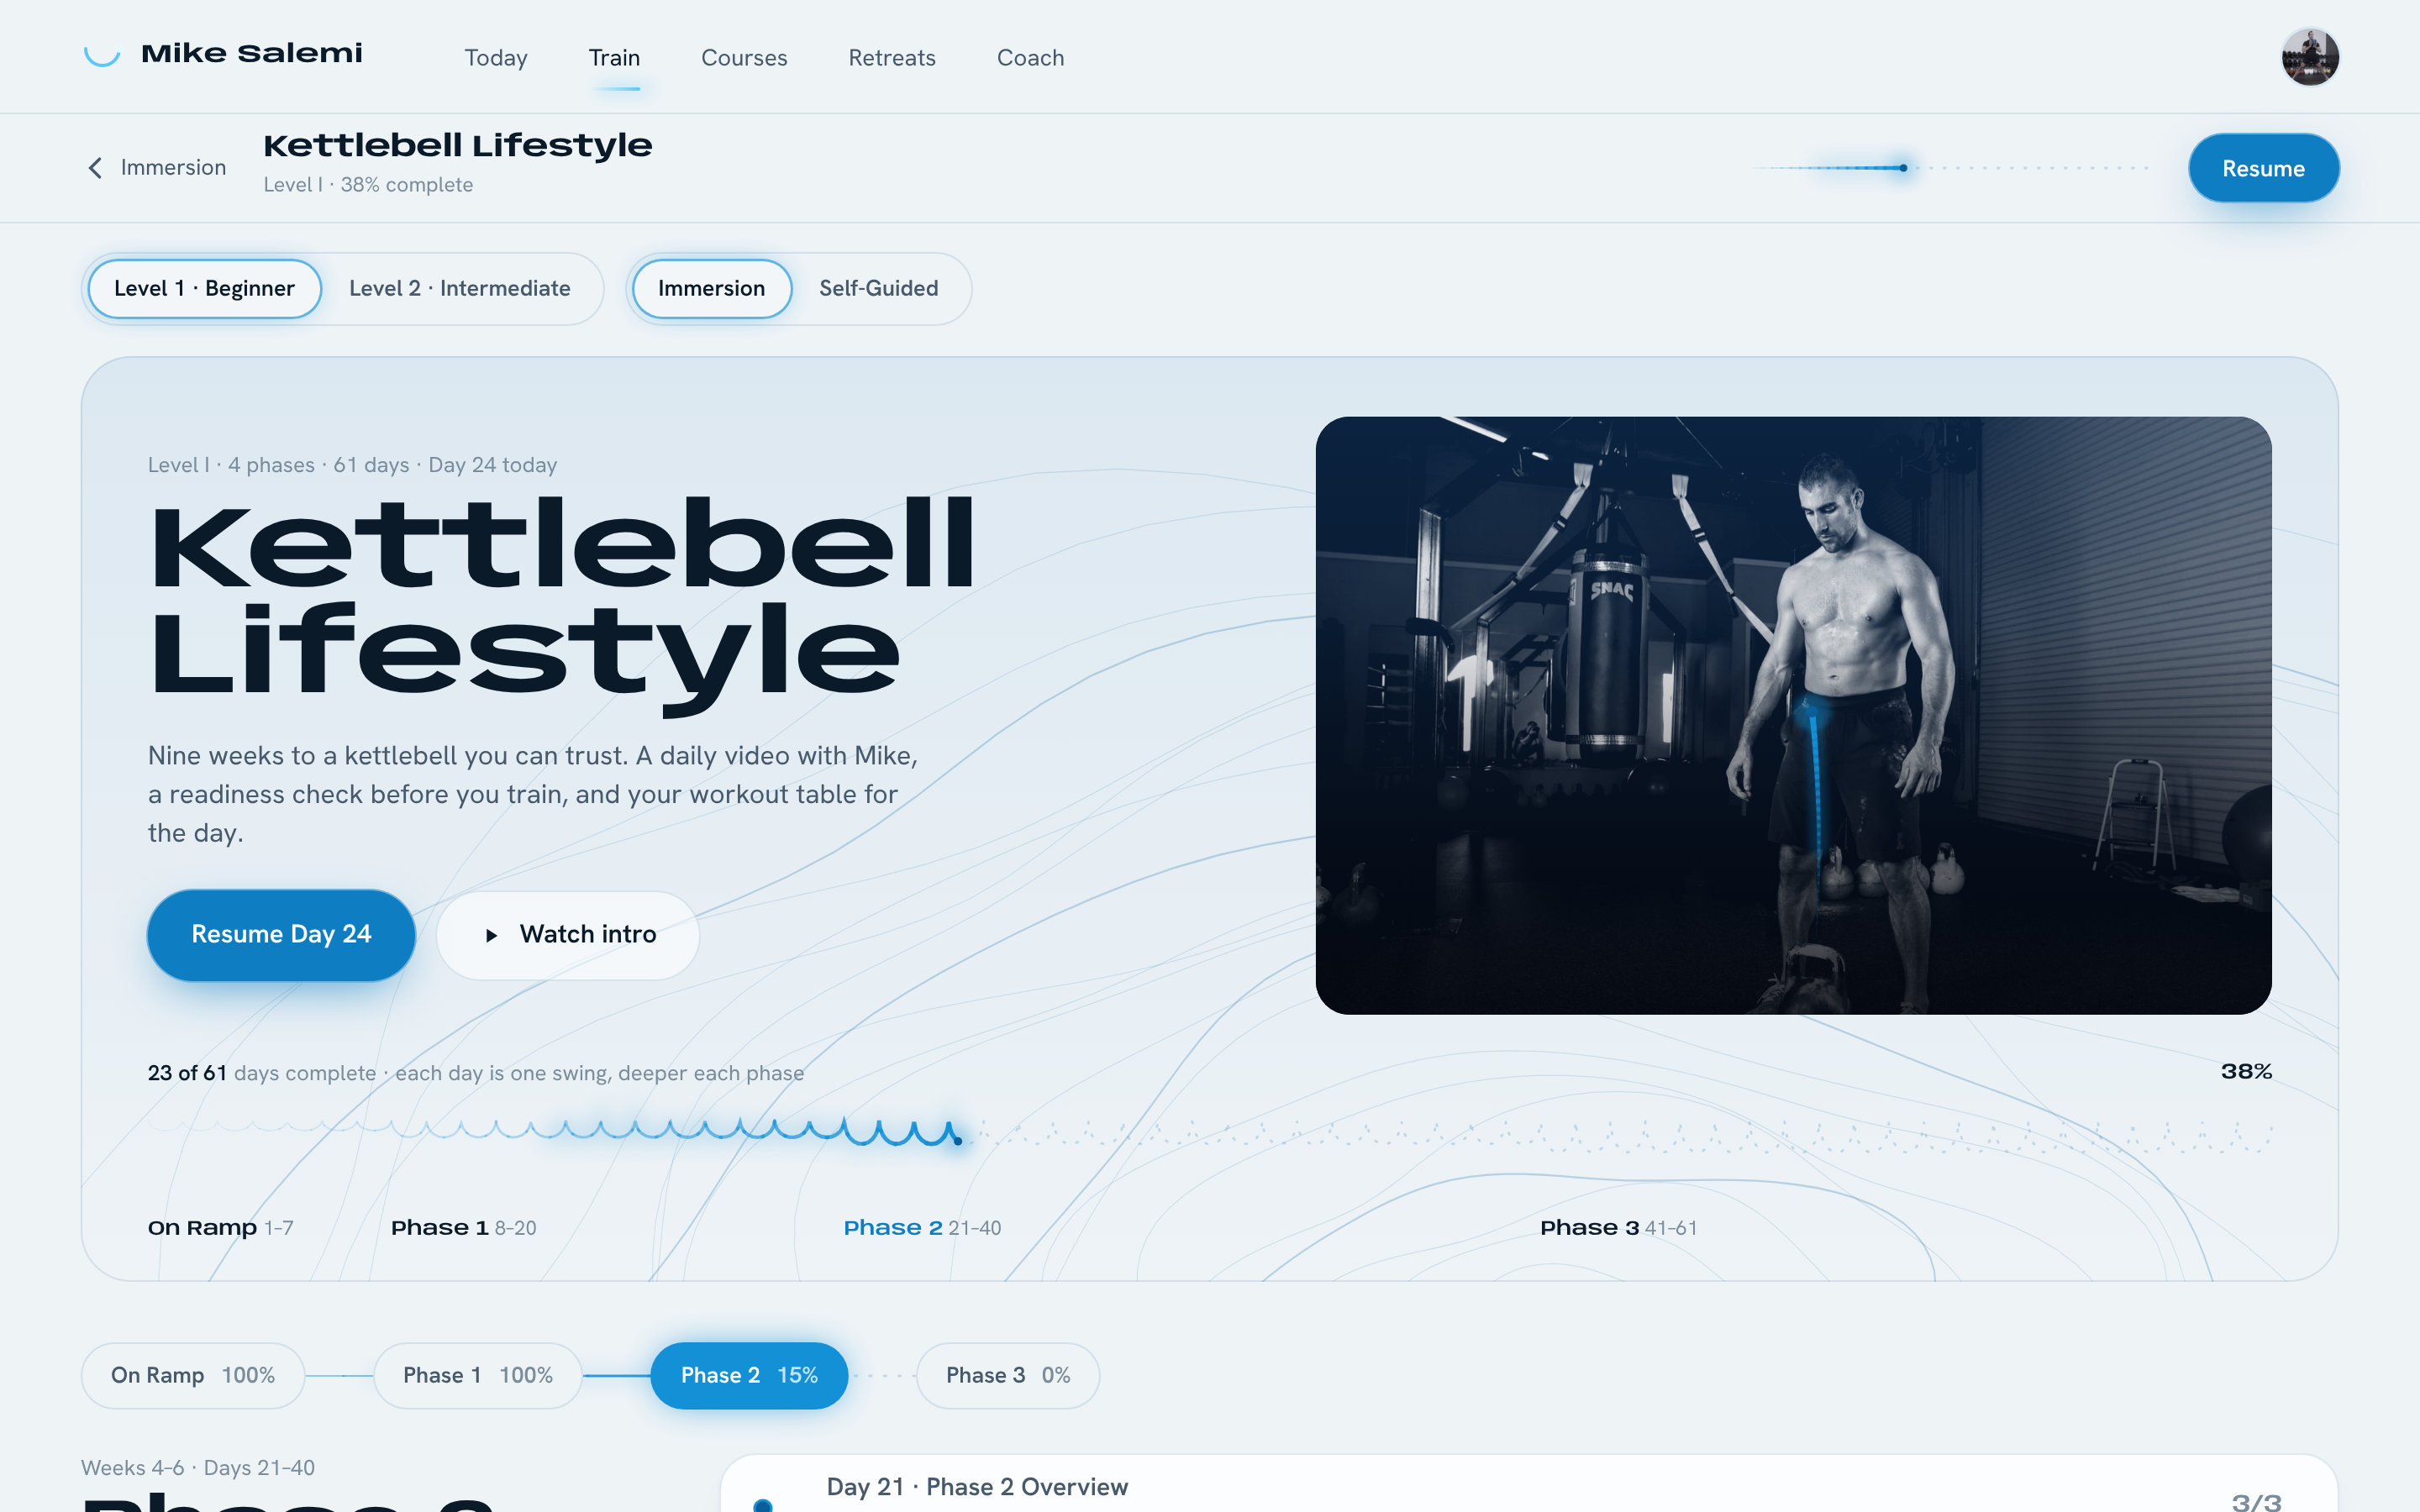 Mike Salemi
Today
Train
Courses
Retreats
Coach
Immersion
Kettlebell Lifestyle
Level I · 38% complete
Resume
Level 1 · Beginner
Level 2 · Intermediate
Immersion
Self-Guided
Level I · 4 phases · 61 days · Day 24 today
Kettlebell
Lifestyle
Nine weeks to a kettlebell you can trust. A daily video with Mike,
a readiness check before you train, and your workout table for
the day.
Resume Day 24
Watch intro
SNAC
23 of 61 days complete · each day is one swing, deeper each phase
38%
On Ramp 1–7
Phase 1 8–20
Phase 2 21–40
Phase 3 41–61
On Ramp 100%
Phase 1 100%
Phase 2 15%
Phase 3 0%
Weeks 4–6 · Days 21–40
Phase 2
Day 21 · Phase 2 Overview
3/3